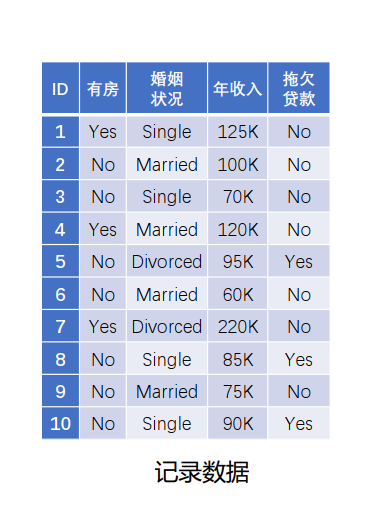 ID 有房 婚姻状况 年收入 拖欠贷款
1 Yes Single 125K No
2 No Married 100K No
3 No Single 70K No
4 Yes Married 120K No
5 No Divorced 95K Yes
6 No Married 60K No
7 Yes Divorced 220K No
8 No Single 85K Yes
9 No Married 75K No
10 No Single 90K Yes
记录数据